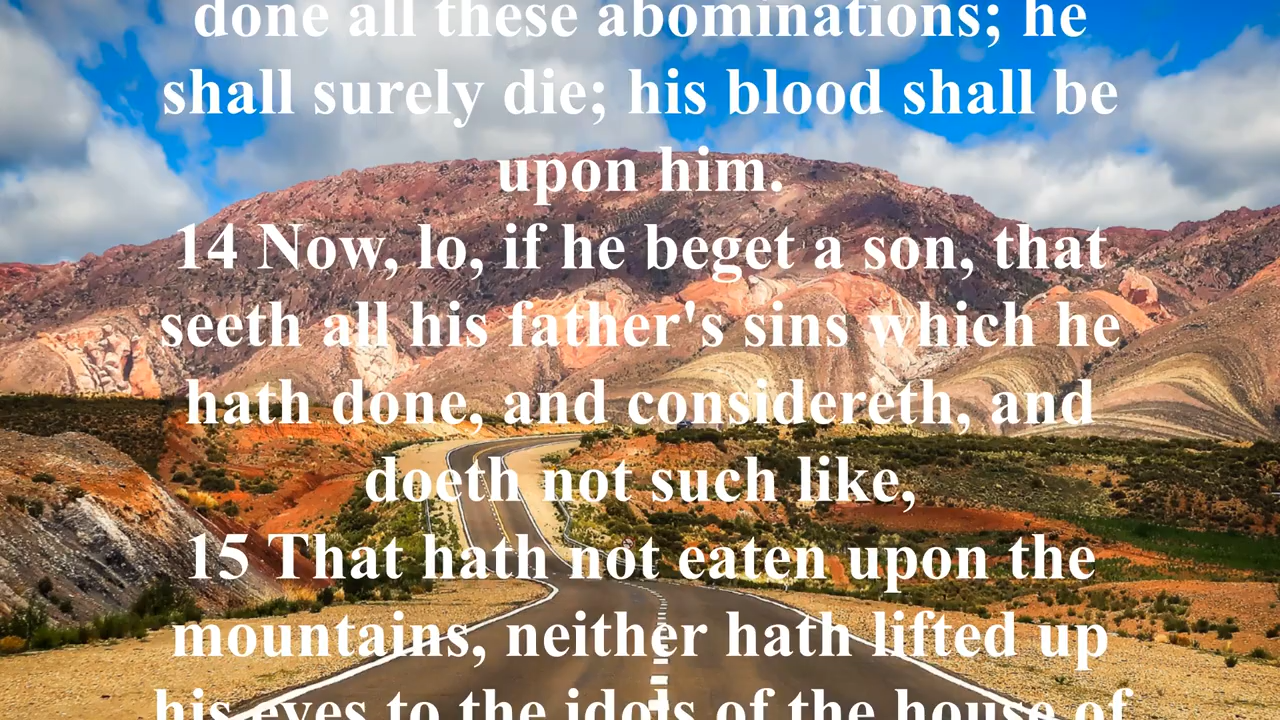 done all these abominations; he
shall surely die; his blood shall be
upon him.
14 Now, lo, if he beget a son, that
seeth all his father's sins which he
hath done, and considereth, and
doeth not such like,
15 That hath not eaten upon the
mountains, neither hath lifted up
his eyes to the idols of the house of